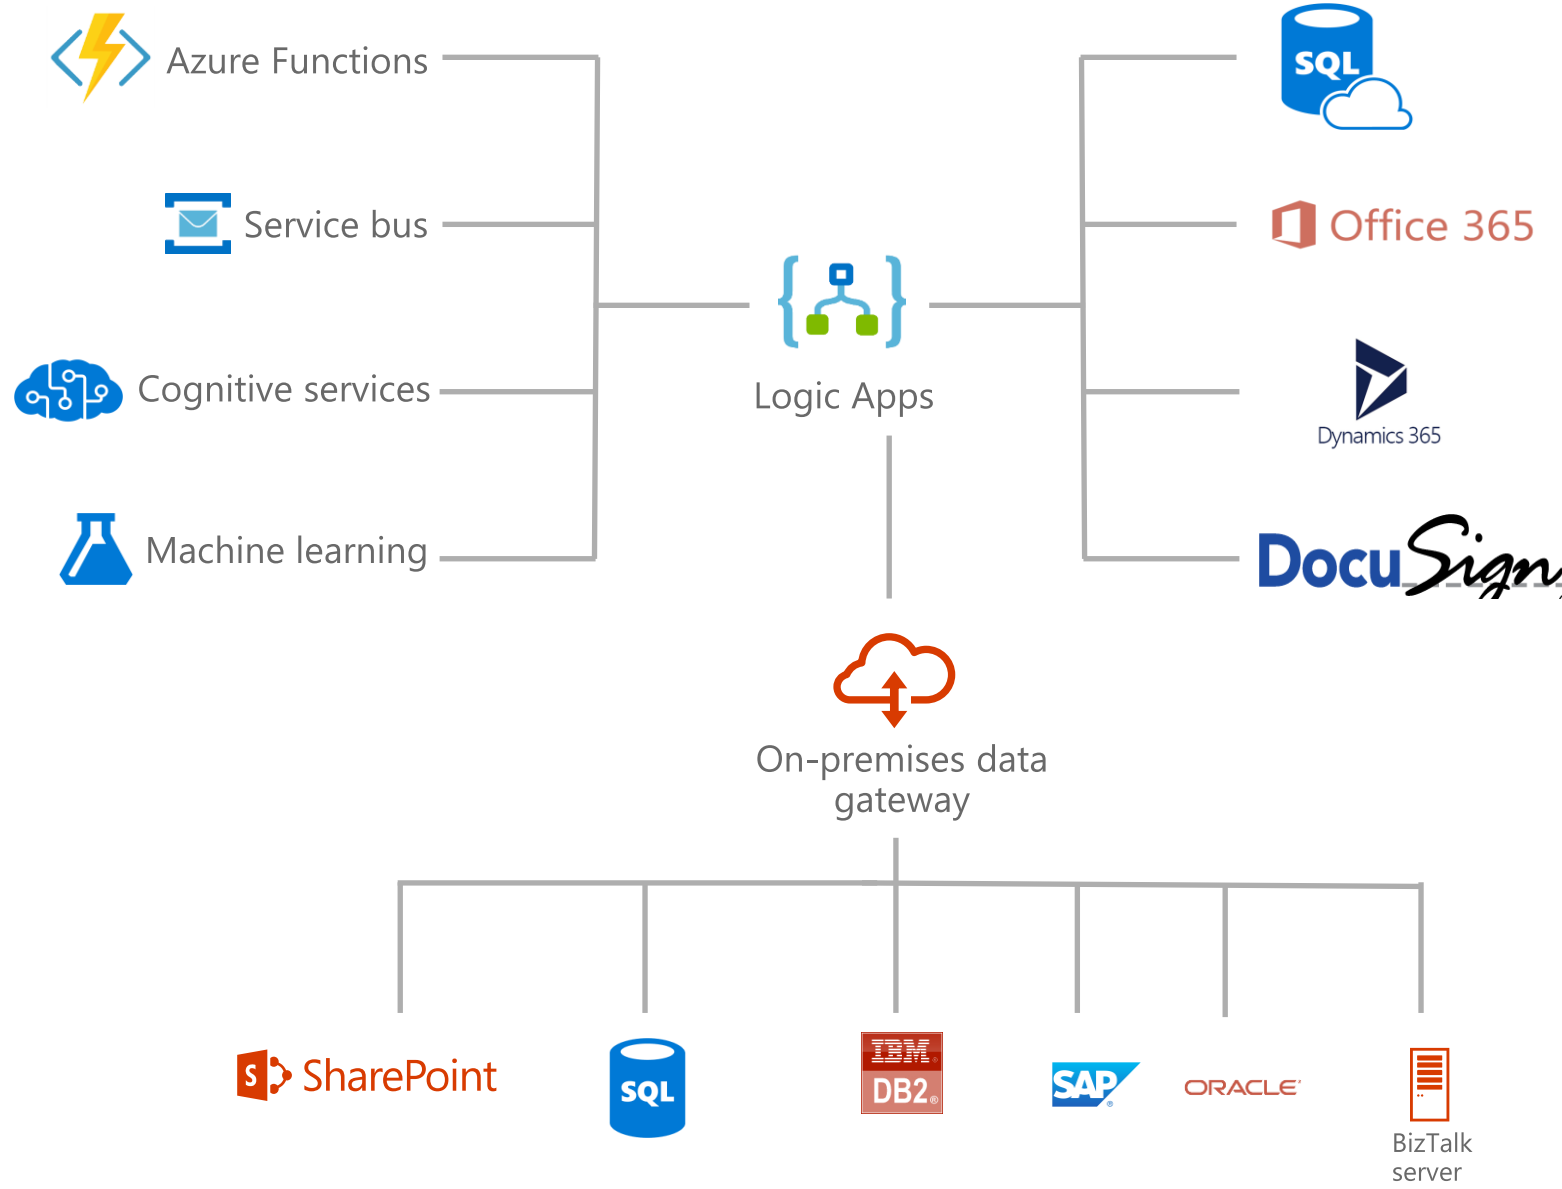 Azure Functions
SQL
Service bus
Office 365
Logic Apps
Cognitive services
Dynamics 365
Machine learning
DocuSign
On-premises data
gateway
S SharePoint
SQL
IBM
DB2®
SAP®
ORACLE
BizTalk
server